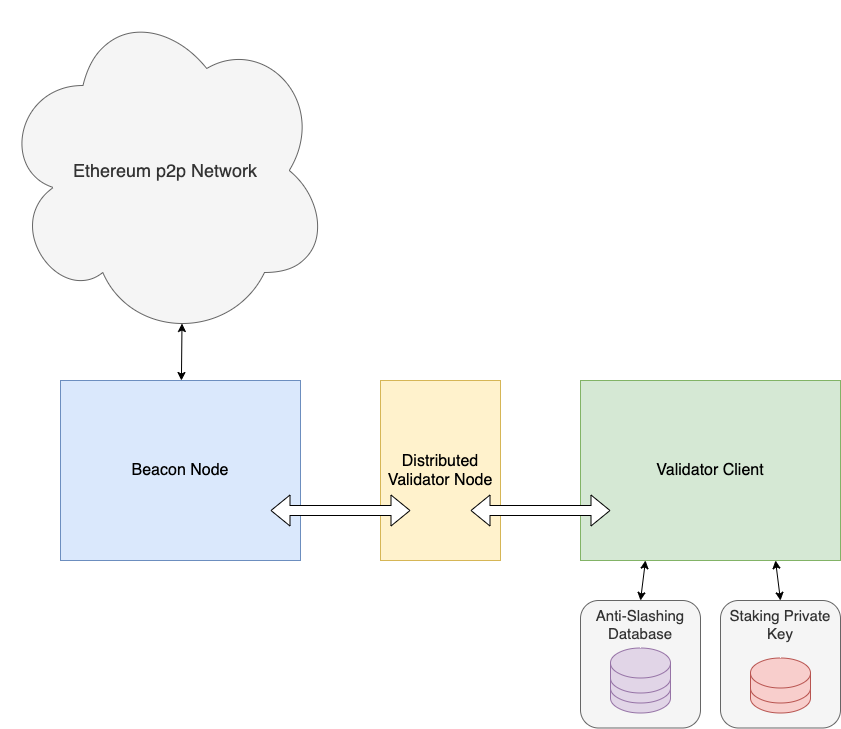 Ethereum p2p Network
Beacon Node
Distributed
Validator Node
Validator Client
Anti-Slashing
Database
Staking Private
Key